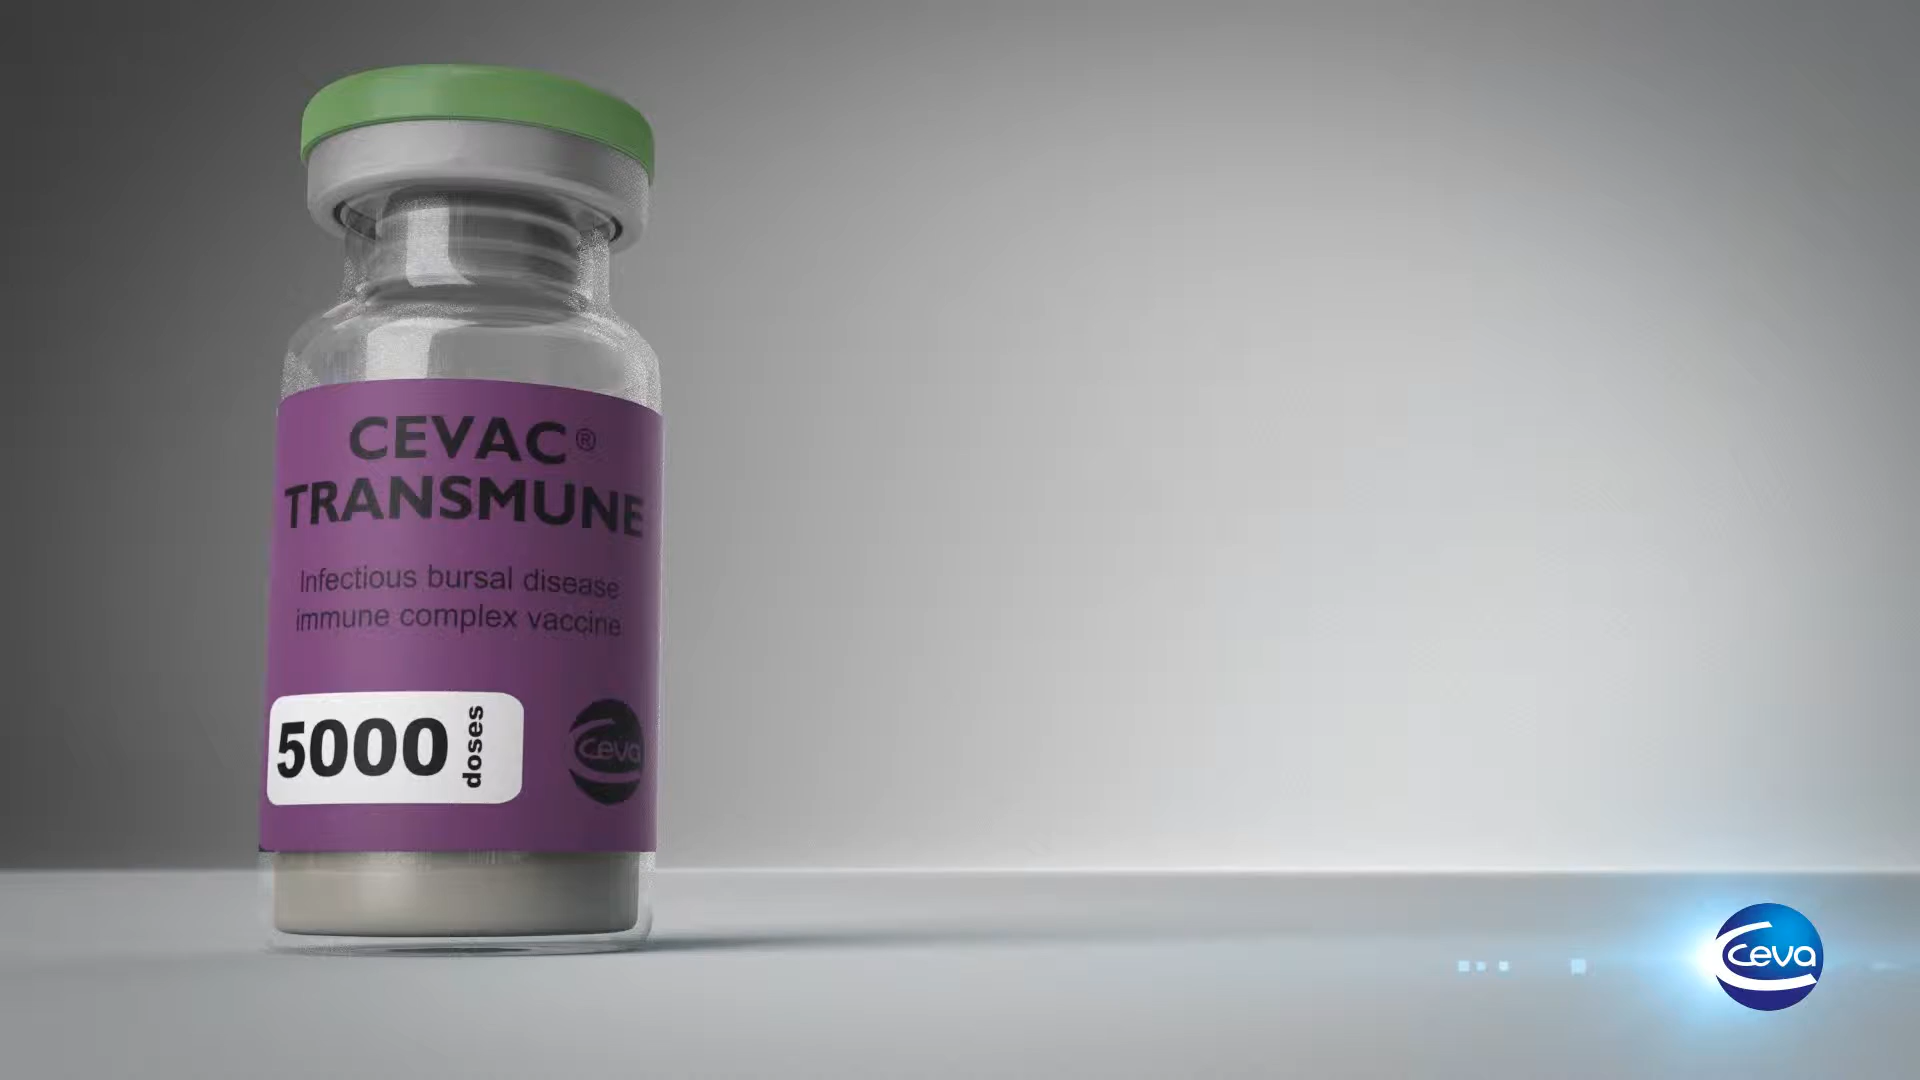 CEVAC®
TRANSMUNE
Infectious bursal disease
immune complex vaccine
5000 doses
Ceva
Ceva